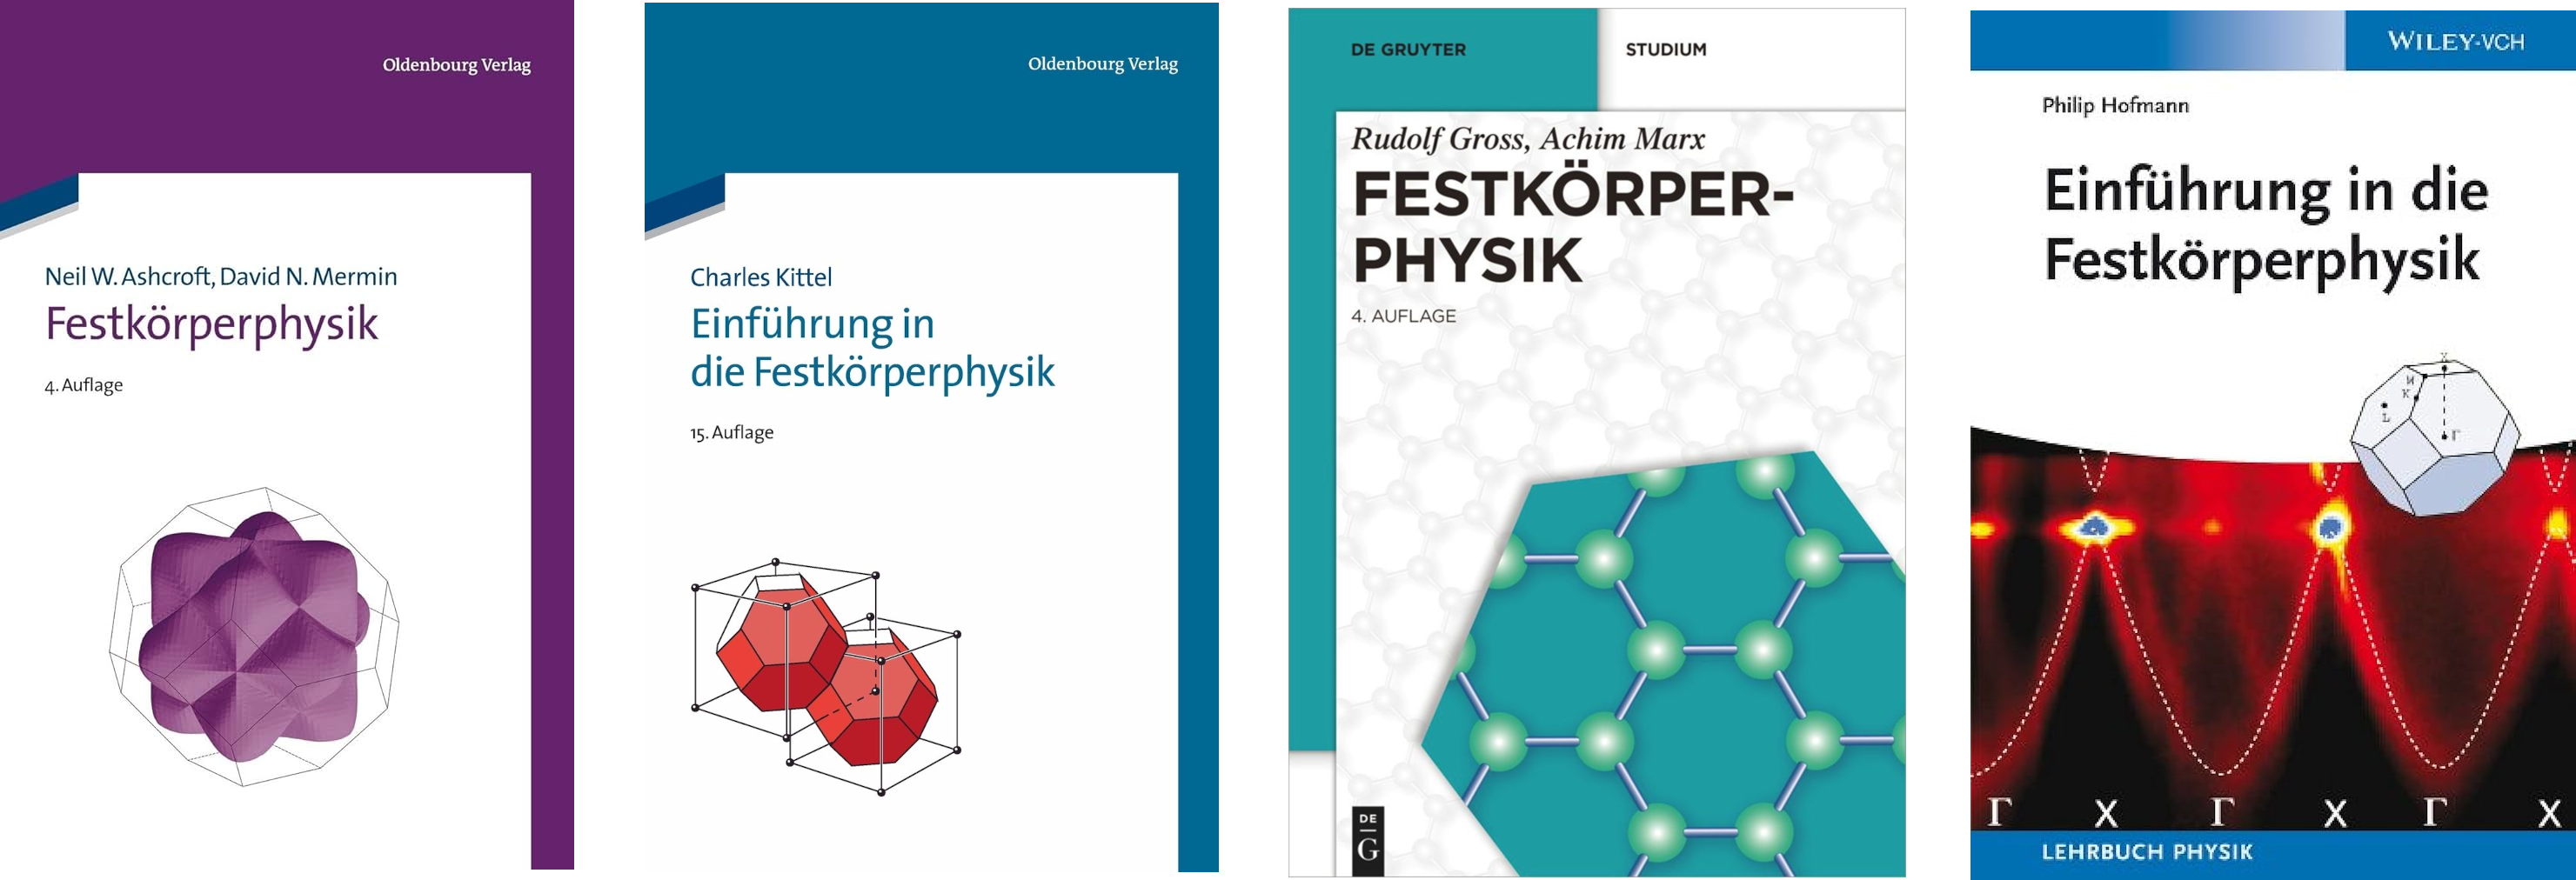 Oldenbourg Verlag
Neil W. Ashcroft, David N. Mermin
Festkörperphysik
4. Auflage
Oldenbourg Verlag
Charles Kittel
Einführung in
die Festkörperphysik
15. Auflage
DE GRUYTER
STUDIUM
Rudolf Gross, Achim Marx
FESTKÖRPER-
PHYSIK
4. AUFLAGE
DE
G
WILEY-VCH
Philip Hofmann
Einführung in die
Festkörperphysik
X
K
L
Γ
Γ X Γ X Γ X
LEHRBUCH PHYSIK